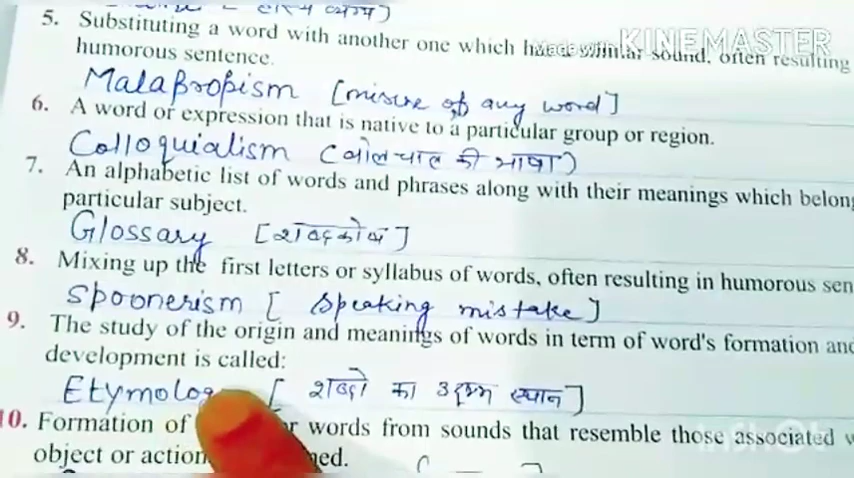 (हास्य व्यंग्य)
5. Substituting a word with another one which has similar sound, often resulting
humorous sentence.
Malapropism [misuse of any word]
6. A word or expression that is native to a particular group or region.
Colloquialism (बोलचाल की भाषा)
7. An alphabetic list of words and phrases along with their meanings which belong
particular subject.
Glossary [शब्दकोष]
8. Mixing up the first letters or syllabus of words, often resulting in humorous sen
Spoonerism [Speaking mistake]
9. The study of the origin and meanings of words in term of word's formation and
development is called:
Etymolog [शब्दो का उद्गम स्थान]
10. Formation of words from sounds that resemble those associated w
object or action
Made with KINEMASTER
InShOt